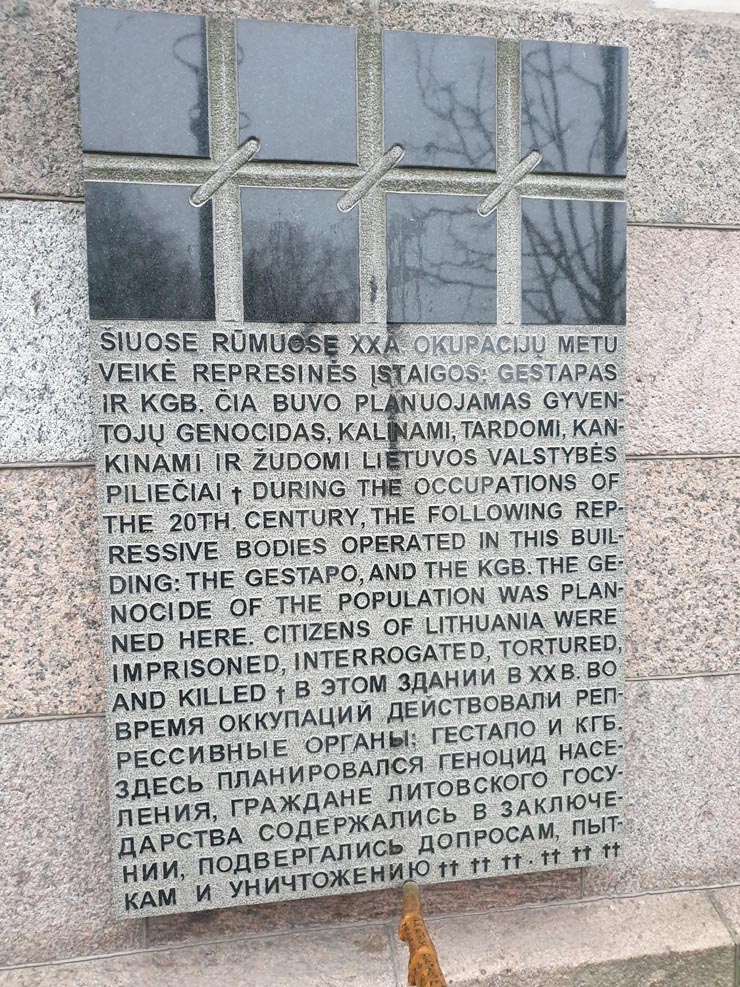 ŠIUOSE RŪMUOSE XXA OKUPACIJŲ METU
VEIKĖ REPRESINĖS ĮSTAIGOS: GESTAPAS
IR KGB. ČIA BUVO PLANUOJAMAS GYVEN-
TOJŲ GENOCIDAS, KALINAMI, TARDOMI, KAN-
KINAMI IR ŽUDOMI LIETUVOS VALSTYBĖS
PILIEČIAI † DURING THE OCCUPATIONS OF
THE 20TH CENTURY, THE FOLLOWING REP-
RESSIVE BODIES OPERATED IN THIS BUIL-
DING: THE GESTAPO, AND THE KGB. THE GE-
NOCIDE OF THE POPULATION WAS PLAN-
NED HERE. CITIZENS OF LITHUANIA WERE
IMPRISONED, INTERROGATED, TORTURED,
AND KILLED † В ЭТОМ ЗДАНИИ В XX В. ВО
ВРЕМЯ ОККУПАЦИЙ ДЕЙСТВОВАЛИ РЕП-
РЕССИВНЫЕ ОРГАНЫ: ГЕСТАПО И КГБ.
ЗДЕСЬ ПЛАНИРОВАЛСЯ ГЕНОЦИД НАСЕ-
ЛЕНИЯ, ГРАЖДАНЕ ЛИТОВСКОГО ГОСУ-
ДАРСТВА СОДЕРЖАЛИСЬ В ЗАКЛЮЧЕ-
НИИ, ПОДВЕРГАЛИСЬ ДОПРОСАМ, ПЫТ-
КАМ И УНИЧТОЖЕНИЮ †† †† †† · †† †† ††